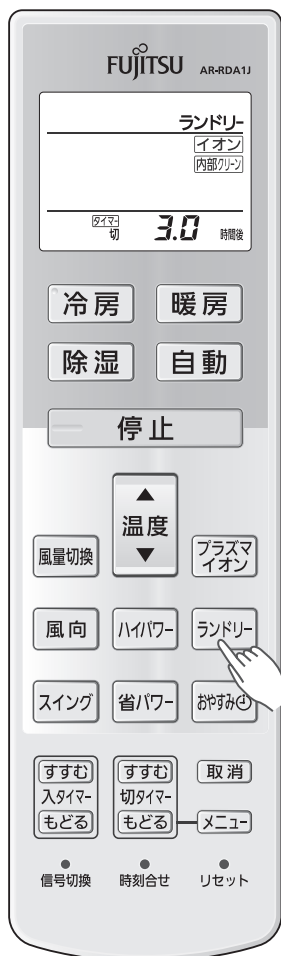 FUJITSU AR-RDA1J
ランドリー
イオン
内部クリーン
タイマー
切 3.0 時間後
冷房 暖房
除湿 自動
停止
▲
温度
▼
風量切換
プラズマ
イオン
風向 ハイパワー ランドリー
スイング 省パワー おやすみ
すすむ すすむ 取消
入タイマー 切タイマー
もどる もどる メニュー
信号切換 時刻合せ リセット